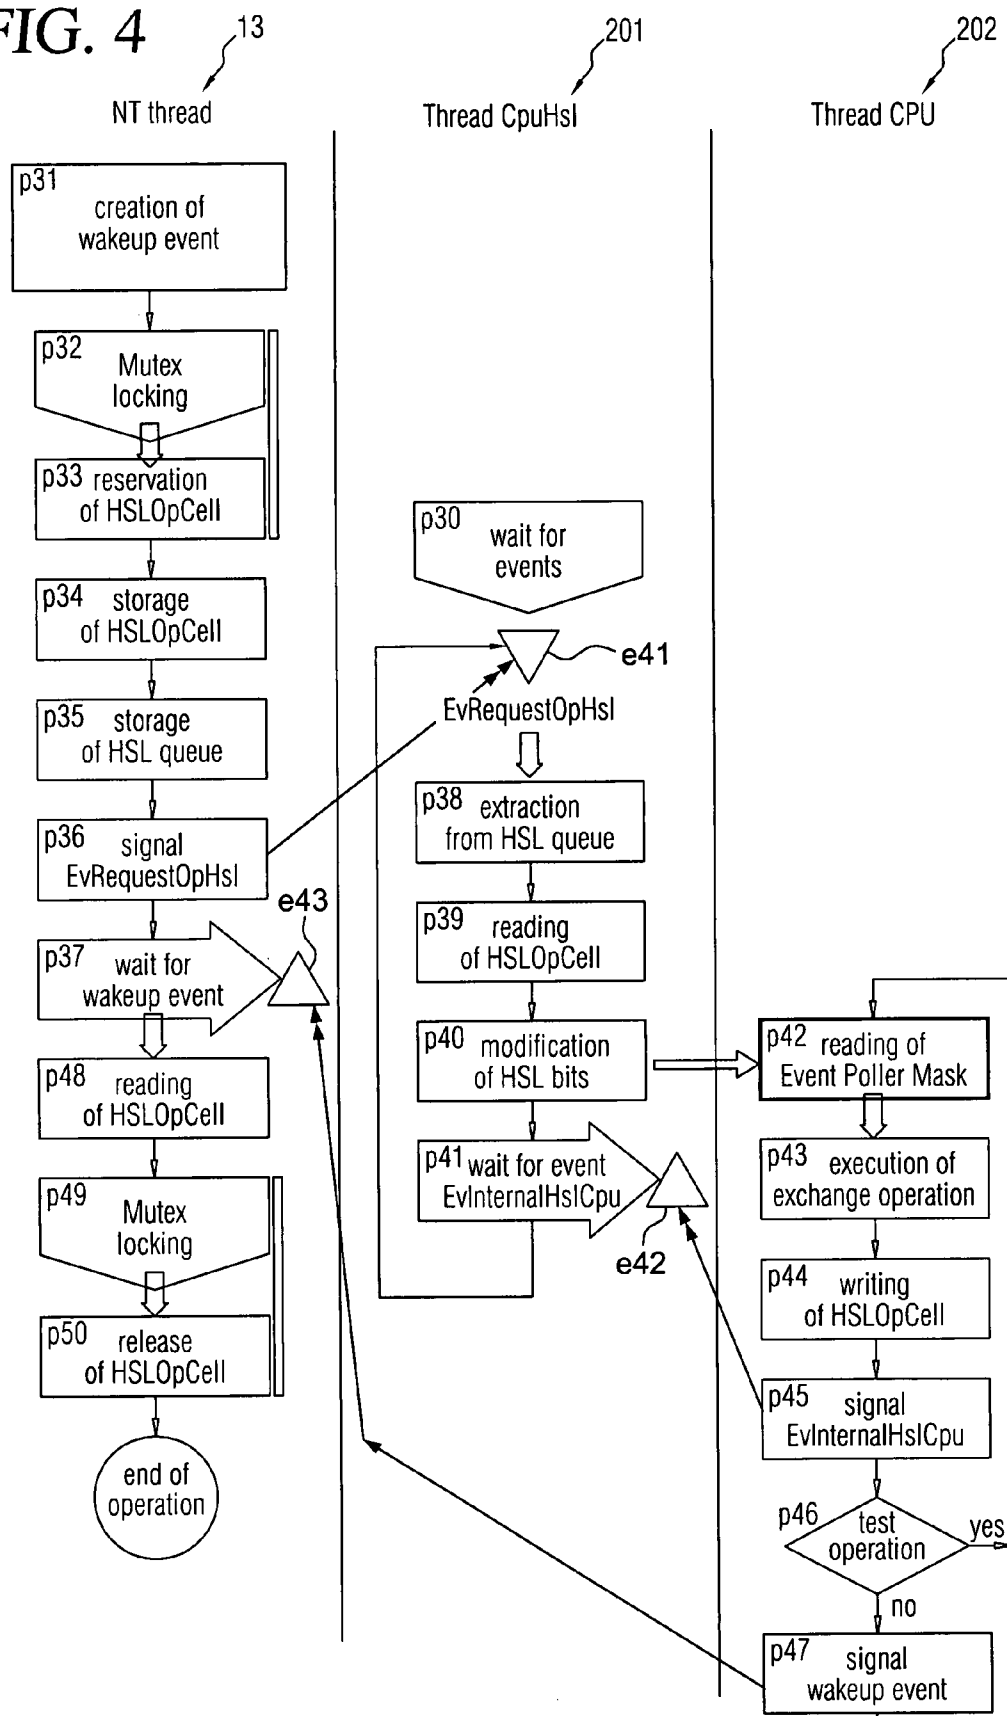 FIG. 4
13
201
202
NT thread
Thread CpuHsl
Thread CPU
p31
creation of
wakeup event
p32
Mutex
locking
p33 reservation
of HSLOpCell
p34 storage
of HSLOpCell
p35 storage
of HSL queue
p36 signal
EvRequestOpHsl
e43
p37 wait for
wakeup event
p48 reading
of HSLOpCell
p49
Mutex
locking
p50 release
of HSLOpCell
end of
operation
p30
wait for
events
e41
EvRequestOpHsl
p38 extraction
from HSL queue
p39 reading
of HSLOpCell
p40 modification
of HSL bits
p41 wait for event
EvInternalHslCpu
e42
p42 reading of
Event Poller Mask
p43 execution of
exchange operation
p44 writing
of HSLOpCell
p45 signal
EvInternalHslCpu
p46 test
operation
yes
no
p47 signal
wakeup event